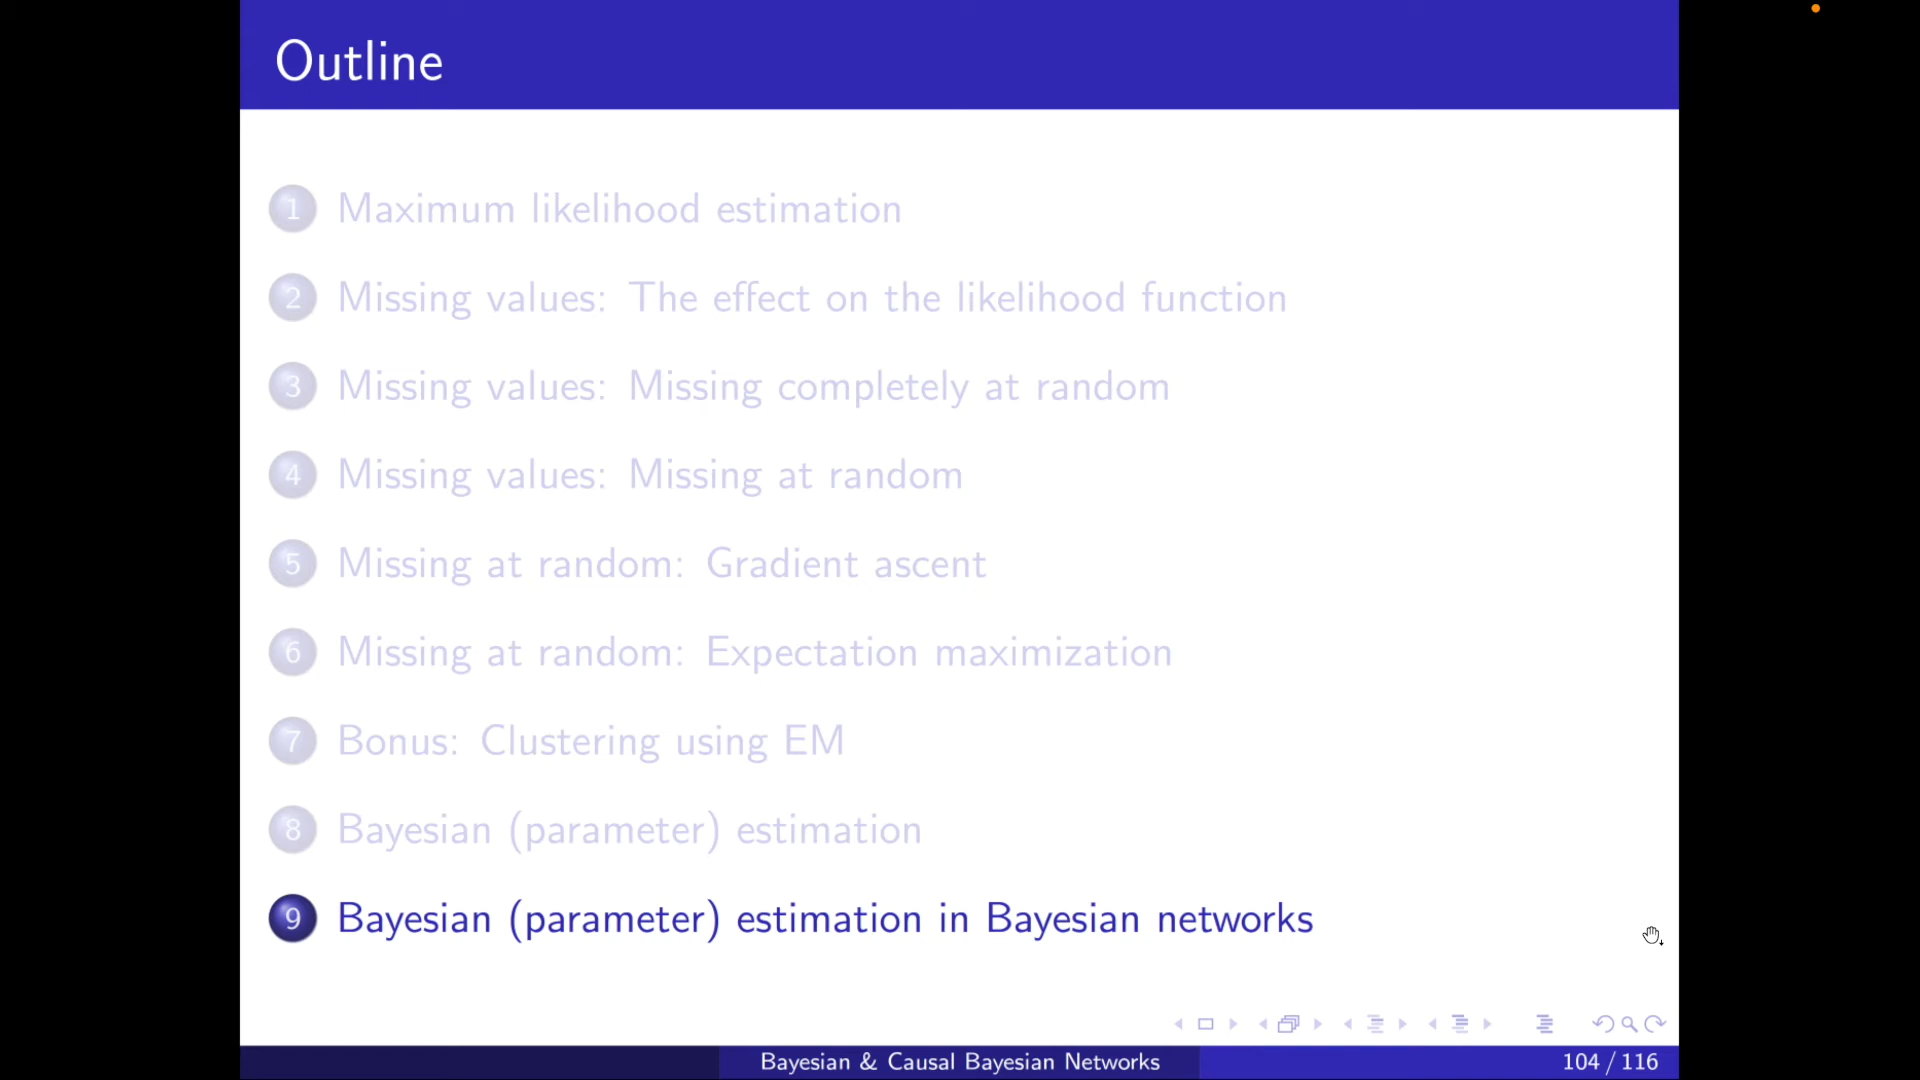 Outline
1 Maximum likelihood estimation
2 Missing values: The effect on the likelihood function
3 Missing values: Missing completely at random
4 Missing values: Missing at random
5 Missing at random: Gradient ascent
6 Missing at random: Expectation maximization
7 Bonus: Clustering using EM
8 Bayesian (parameter) estimation
9 Bayesian (parameter) estimation in Bayesian networks
Bayesian & Causal Bayesian Networks
104 / 116